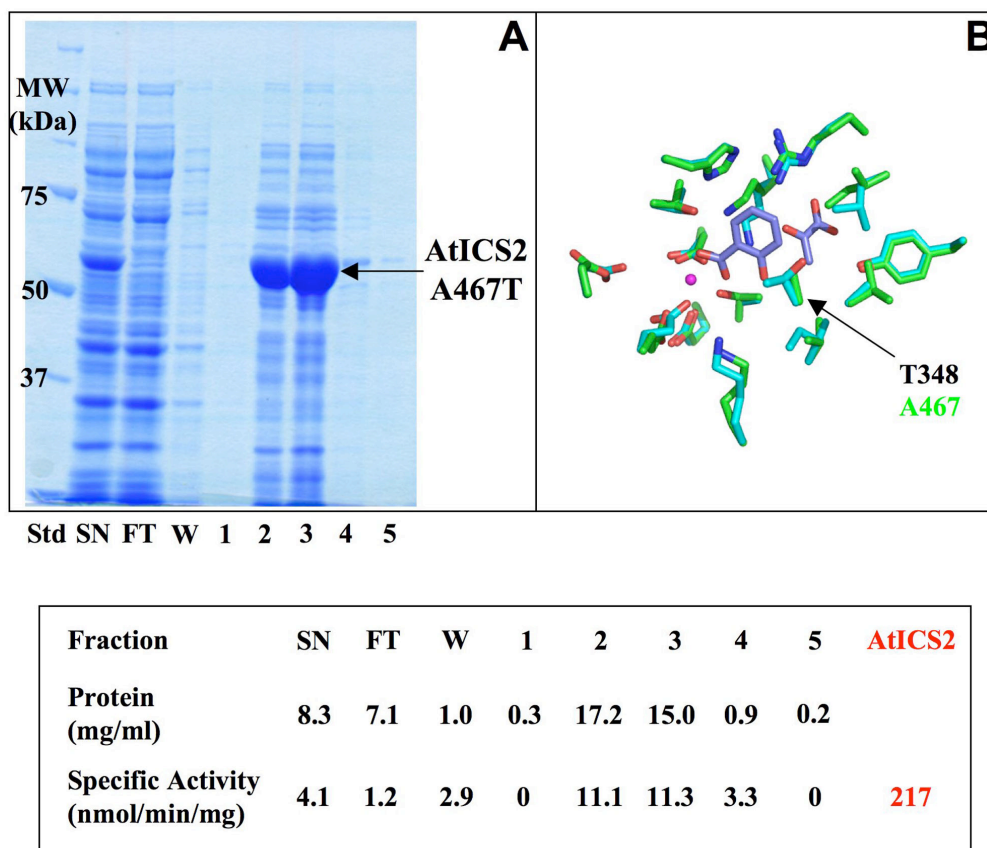 A
MW
(kDa)
75
50
37
AtICS2
A467T
Std SN FT W 1 2 3 4 5
B
T348
A467
Fraction SN FT W 1 2 3 4 5 AtICS2
Protein
(mg/ml) 8.3 7.1 1.0 0.3 17.2 15.0 0.9 0.2
Specific Activity
(nmol/min/mg) 4.1 1.2 2.9 0 11.1 11.3 3.3 0 217